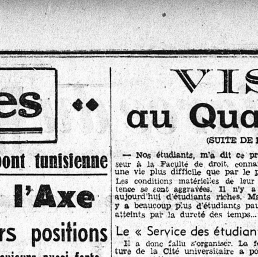 es "
pont tunisienne
l'Axe
rs positions
VIS
au Qua
(SUITE DE
— Nos étudiants, m'a dit ce pr
seur à la Faculté de droit, conna
une vie plus difficile que par le p
Les conditions matérielles de leur
tence se sont aggravées. Il n'y a
aujourd'hui d'étudiants riches. Ma
y a beaucoup plus d'étudiants pau
atteints par la dureté des temps...
Le « Service des étudian
Il a donc fallu s'organiser. La f
ture de la Cité universitaire a po